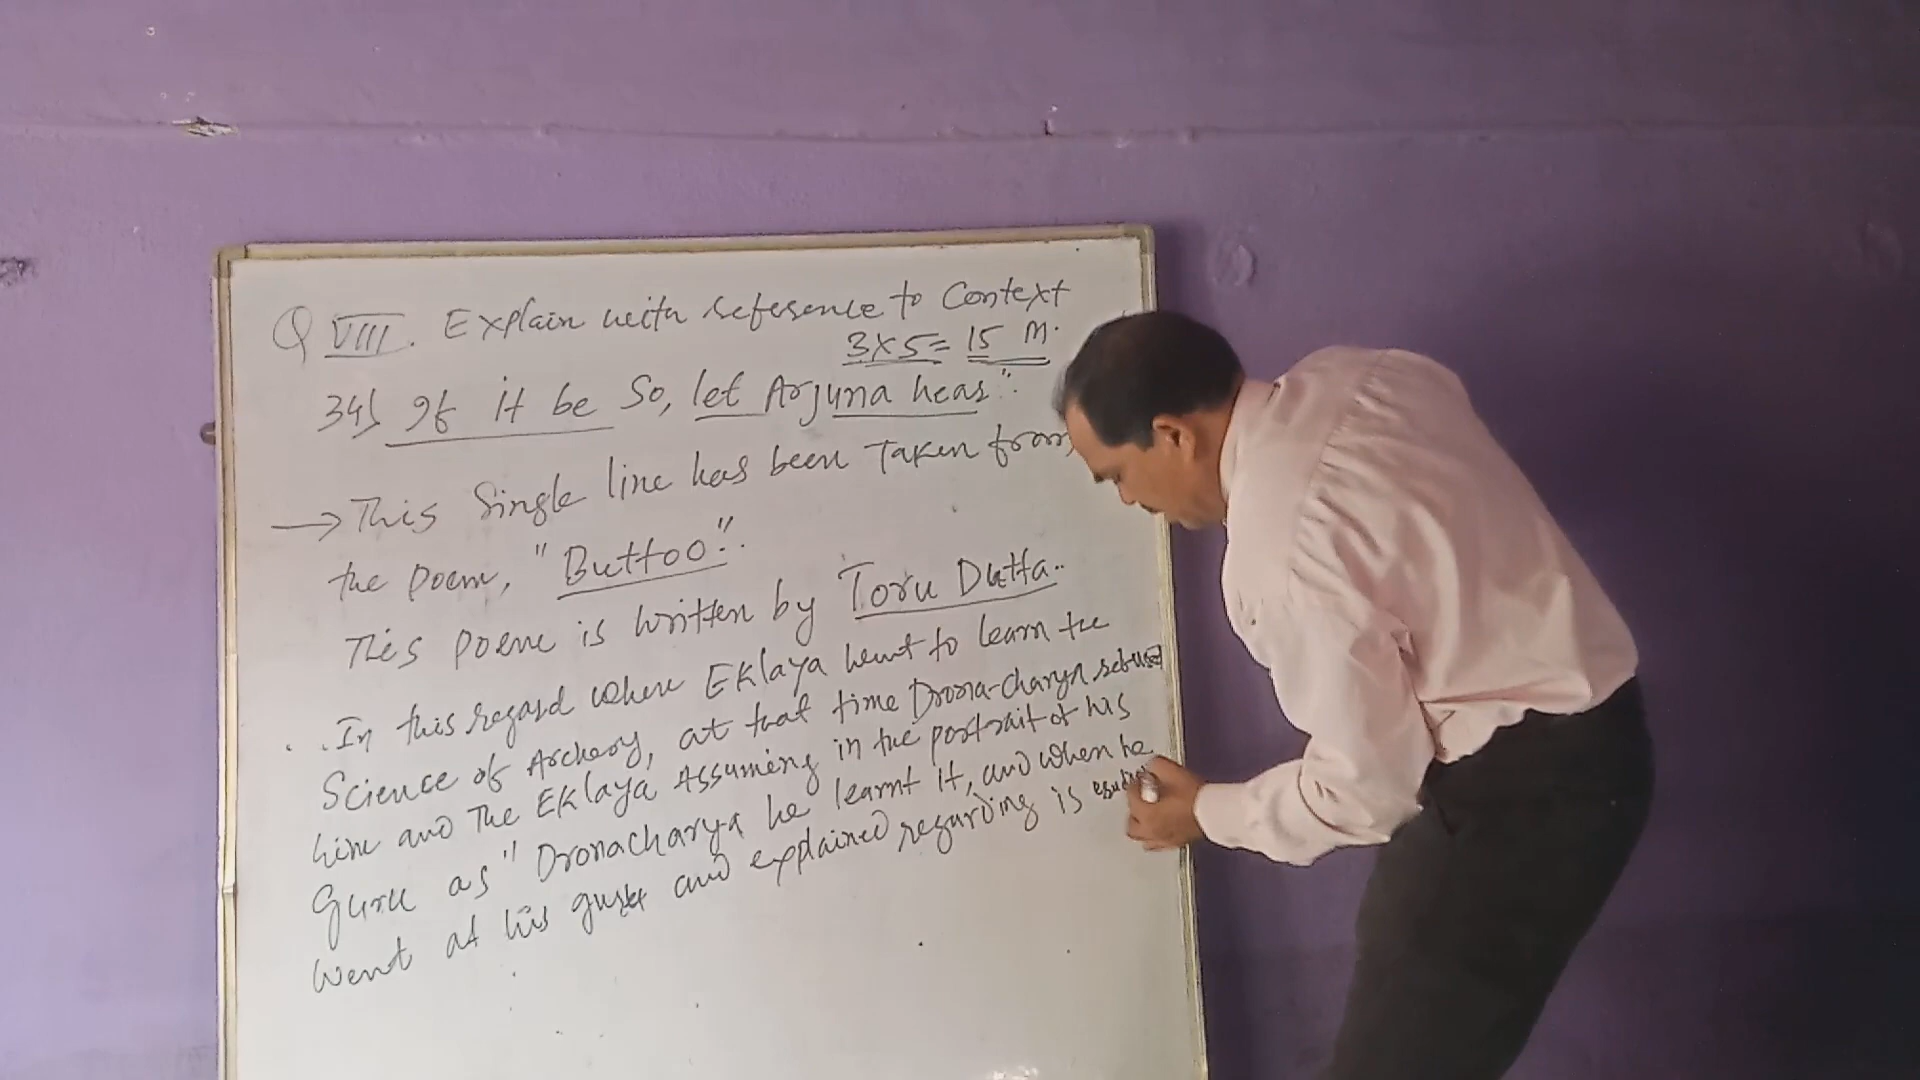 Q VIII. Explain with reference to Context
3X5= 15 M.
34) If it be So, let Arjuna hear".
→ This Single line has been Taken from
the poem, "Buttoo".
This poem is written by Toru Dutta.
In this regard where Eklaya went to learn the
Science of Archery, at that time Drona-charya refused
him and The Eklaya Assuming in the portrait of his
Guru as "Dronacharya he learnt it, and when he
went at his guru and explained regarding is